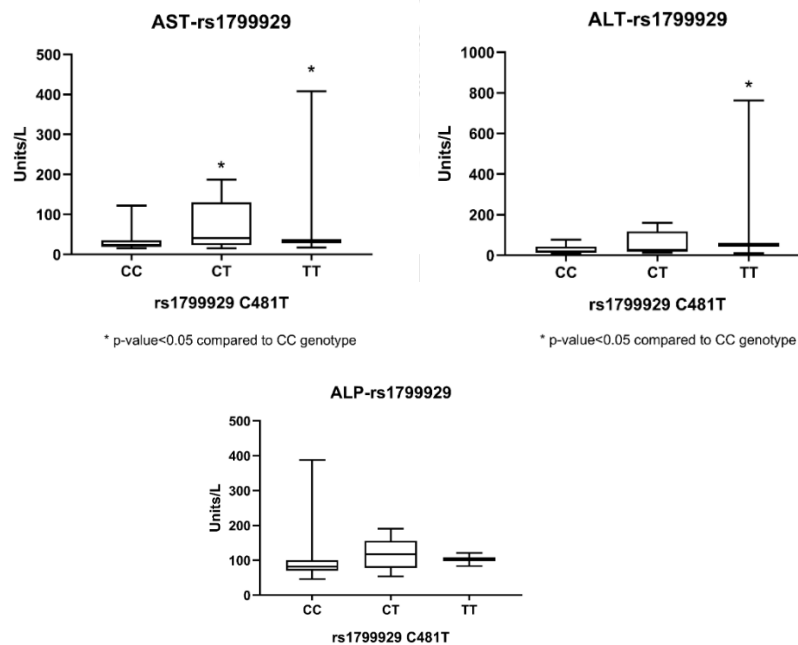 AST-rs1799929
500
400
300
200
100
0
Units/L
*
*
CC CT TT
rs1799929 C481T
* p-value<0.05 compared to CC genotype
ALT-rs1799929
1000
800
600
400
200
0
Units/L
*
CC CT TT
rs1799929 C481T
* p-value<0.05 compared to CC genotype
ALP-rs1799929
500
400
300
200
100
0
Units/L
CC CT TT
rs1799929 C481T